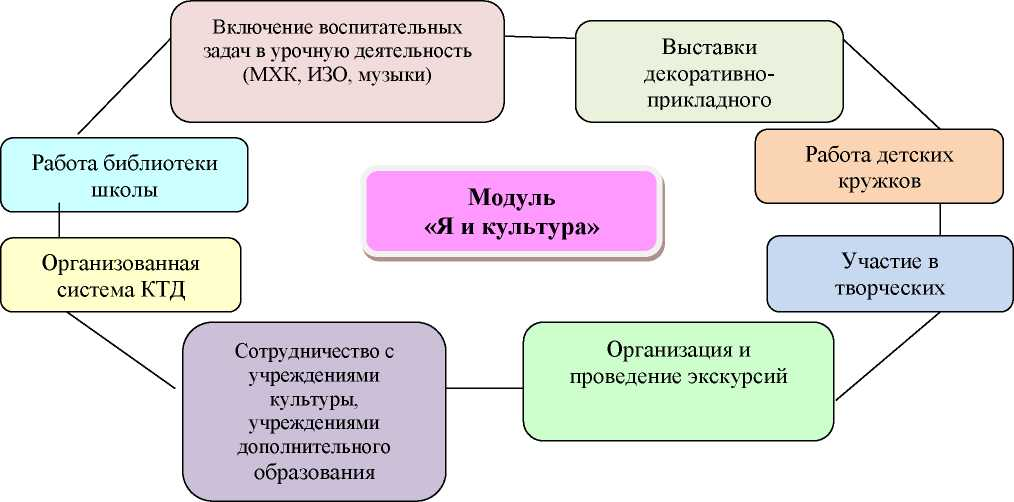 Включение воспитательных
задач в урочную деятельность
(МХК, ИЗО, музыки)
Выставки
декоративно-
прикладного
Работа библиотеки
школы
Работа детских
кружков
Модуль
«Я и культура»
Организованная
система КТД
Участие в
творческих
Сотрудничество с
учреждениями
культуры,
учреждениями
дополнительного
образования
Организация и
проведение экскурсий